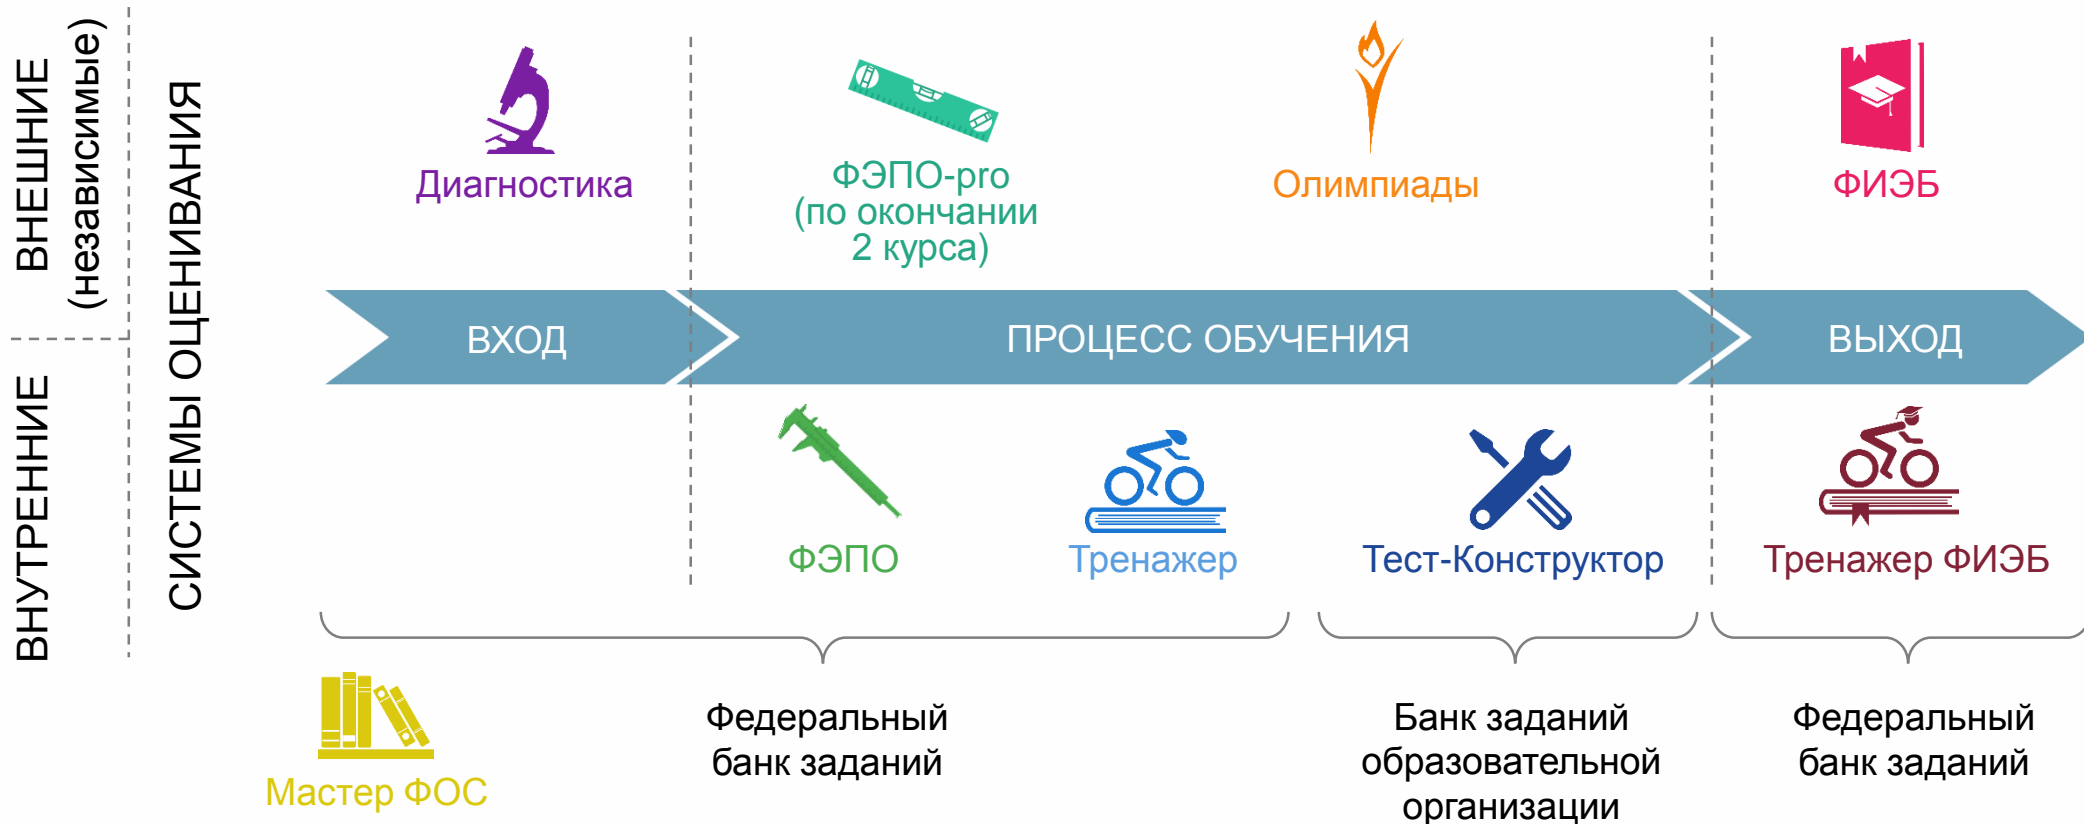 ВНЕШНИЕ
(независимые)
ВНУТРЕННИЕ
СИСТЕМЫ ОЦЕНИВАНИЯ
Диагностика
ФЭПО-pro
(по окончании
2 курса)
Олимпиады
ФИЭБ
ВХОД
ПРОЦЕСС ОБУЧЕНИЯ
ВЫХОД
ФЭПО
Тренажер
Тест-Конструктор
Тренажер ФИЭБ
Мастер ФОС
Федеральный
банк заданий
Банк заданий
образовательной
организации
Федеральный
банк заданий